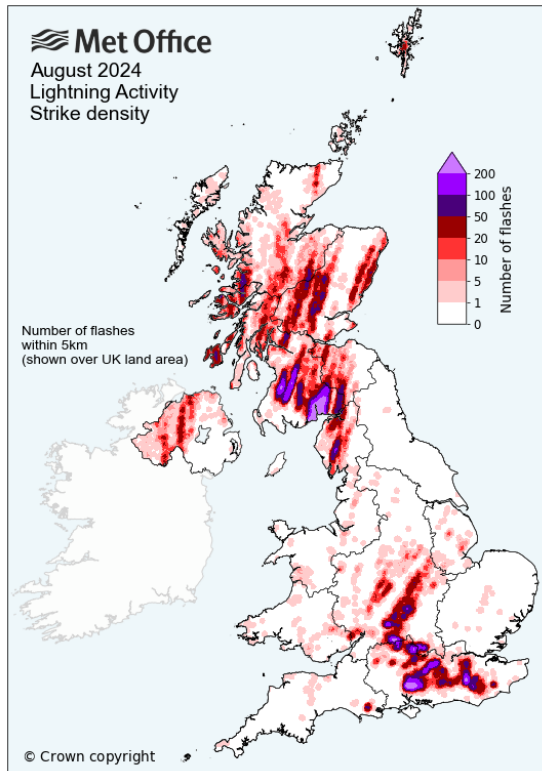 Met Office
August 2024
Lightning Activity
Strike density
200
100
50
20
10
5
1
0
Number of flashes
Number of flashes
within 5km
(shown over UK land area)
© Crown copyright